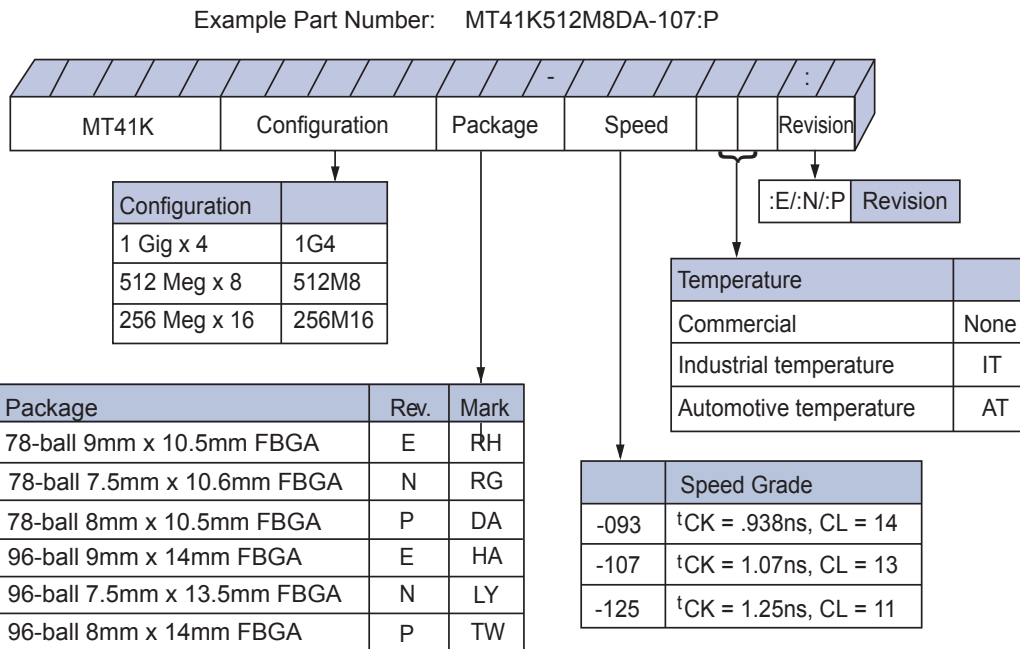 Example Part Number: MT41K512M8DA-107:P
- :
MT41K Configuration Package Speed Revision
:E/:N/:P Revision
Configuration
1 Gig x 4 1G4
512 Meg x 8 512M8
256 Meg x 16 256M16
Temperature
Commercial None
Industrial temperature IT
Automotive temperature AT
Package Rev. Mark
78-ball 9mm x 10.5mm FBGA E RH
78-ball 7.5mm x 10.6mm FBGA N RG
78-ball 8mm x 10.5mm FBGA P DA
96-ball 9mm x 14mm FBGA E HA
96-ball 7.5mm x 13.5mm FBGA N LY
96-ball 8mm x 14mm FBGA P TW
Speed Grade
-093 tCK = .938ns, CL = 14
-107 tCK = 1.07ns, CL = 13
-125 tCK = 1.25ns, CL = 11